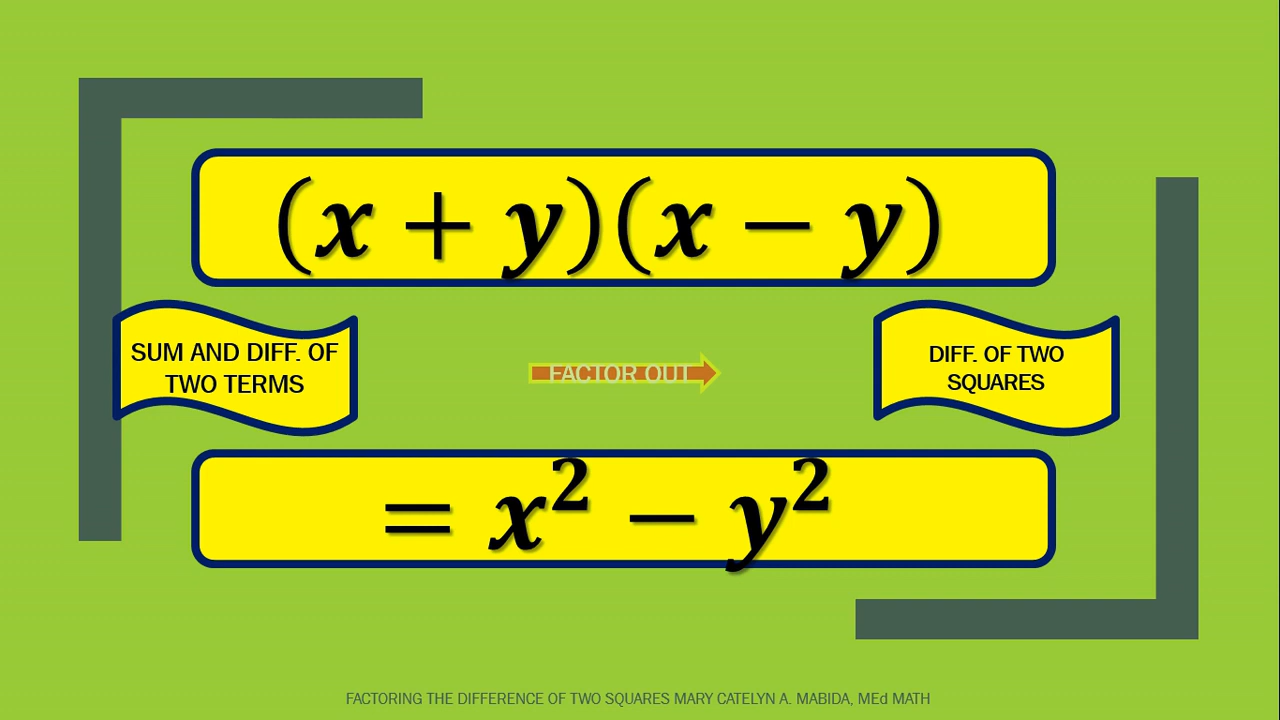 (x + y)(x − y)
SUM AND DIFF. OF
TWO TERMS
FACTOR OUT
DIFF. OF TWO
SQUARES
= x² − y²
FACTORING THE DIFFERENCE OF TWO SQUARES MARY CATELYN A. MABIDA, MEd MATH